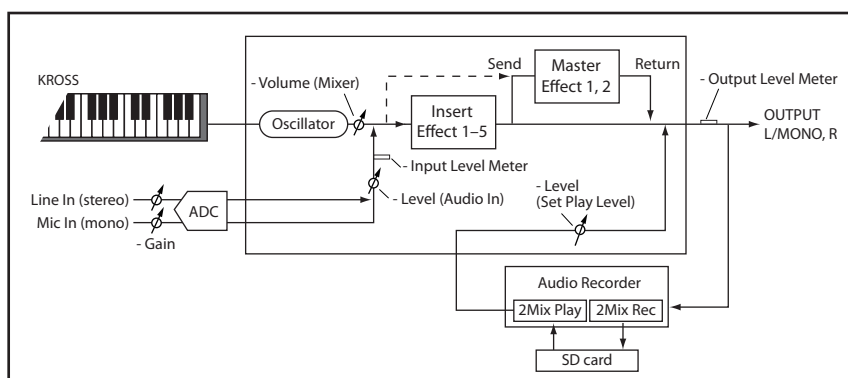 KROSS
- Volume (Mixer)
Send
Master
Effect 1, 2
Return
- Output Level Meter
Oscillator
Insert
Effect 1–5
OUTPUT
L/MONO, R
- Input Level Meter
Line In (stereo)
Mic In (mono)
ADC
- Gain
- Level (Audio In)
- Level
(Set Play Level)
Audio Recorder
2Mix Play
2Mix Rec
SD card